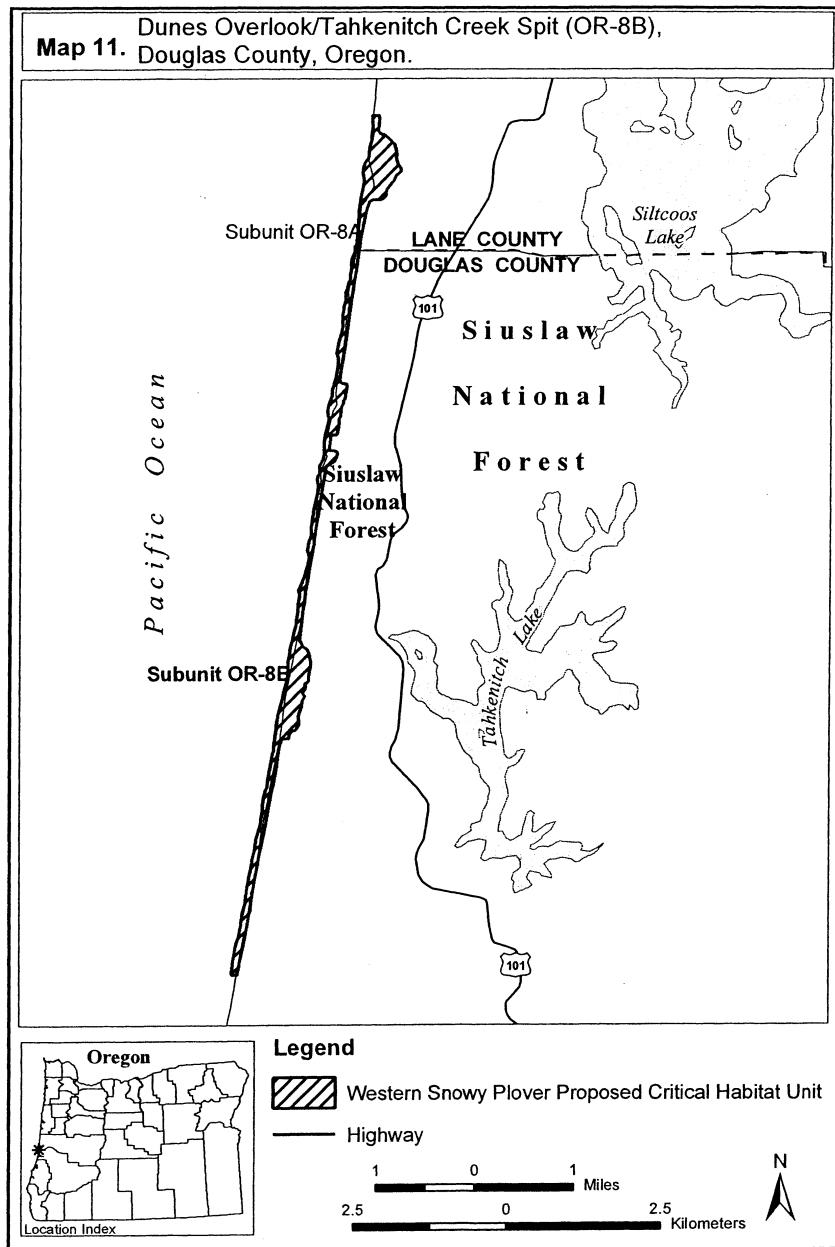 Map 11. Dunes Overlook/Tahkenitch Creek Spit (OR-8B),
Douglas County, Oregon.
Siltcoos
Lake
Subunit OR-8A
LANE COUNTY
DOUGLAS COUNTY
101
Siuslaw
National
Forest
Pacific Ocean
Siuslaw
National
Forest
Tahkenitch Lake
Subunit OR-8B
101
Oregon
Location Index
Legend
Western Snowy Plover Proposed Critical Habitat Unit
Highway
1 0 1 Miles
2.5 0 2.5 Kilometers
N